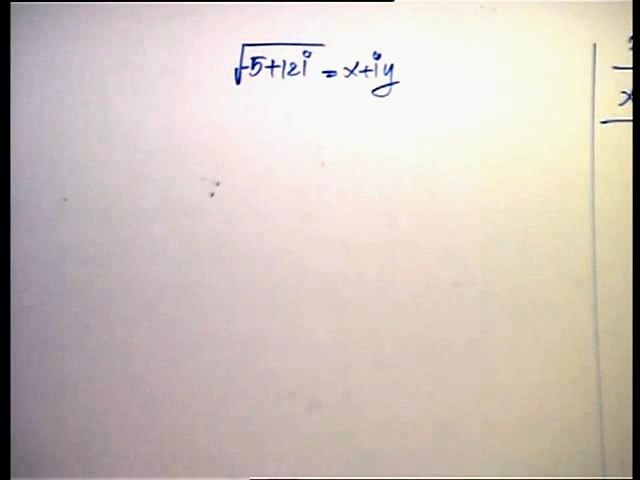 √-5+12i = x+iy
x